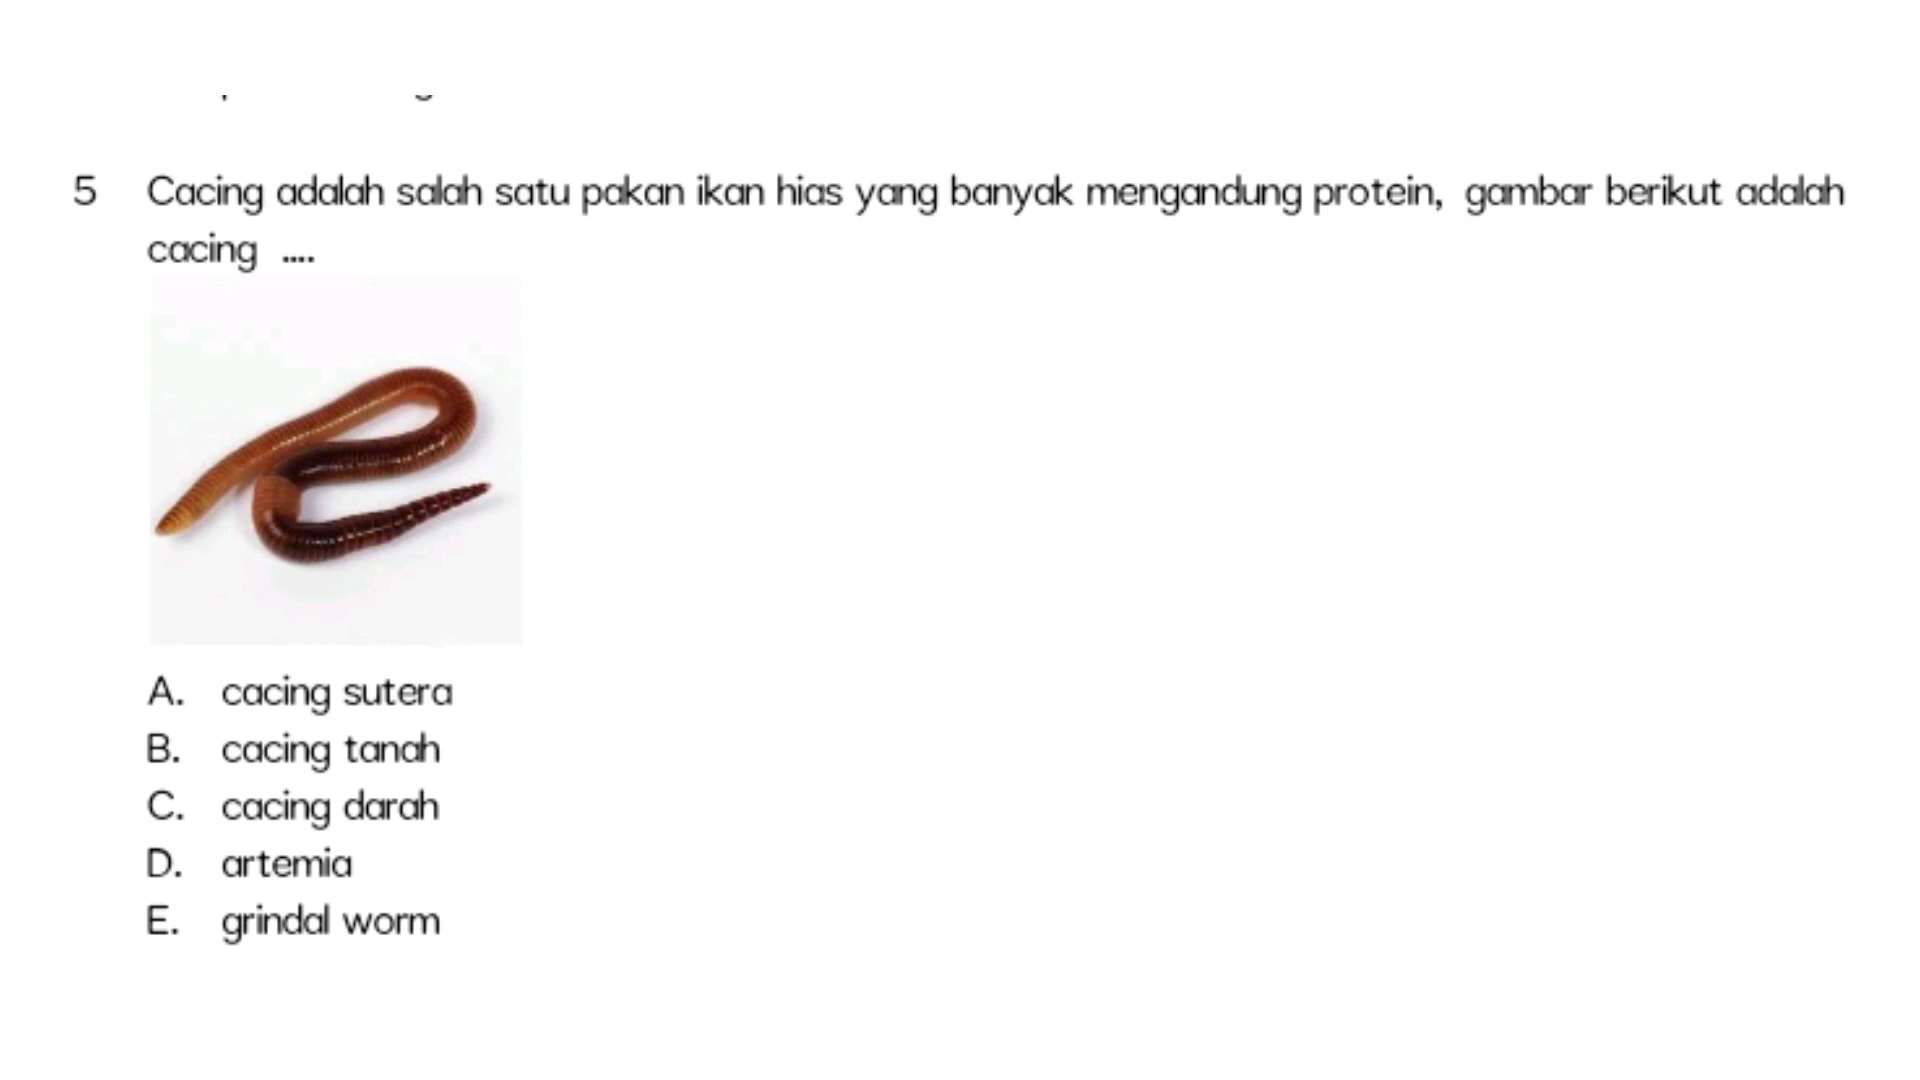 5 Cacing adalah salah satu pakan ikan hias yang banyak mengandung protein, gambar berikut adalah
cacing ....
A. cacing sutera
B. cacing tanah
C. cacing darah
D. artemia
E. grindal worm